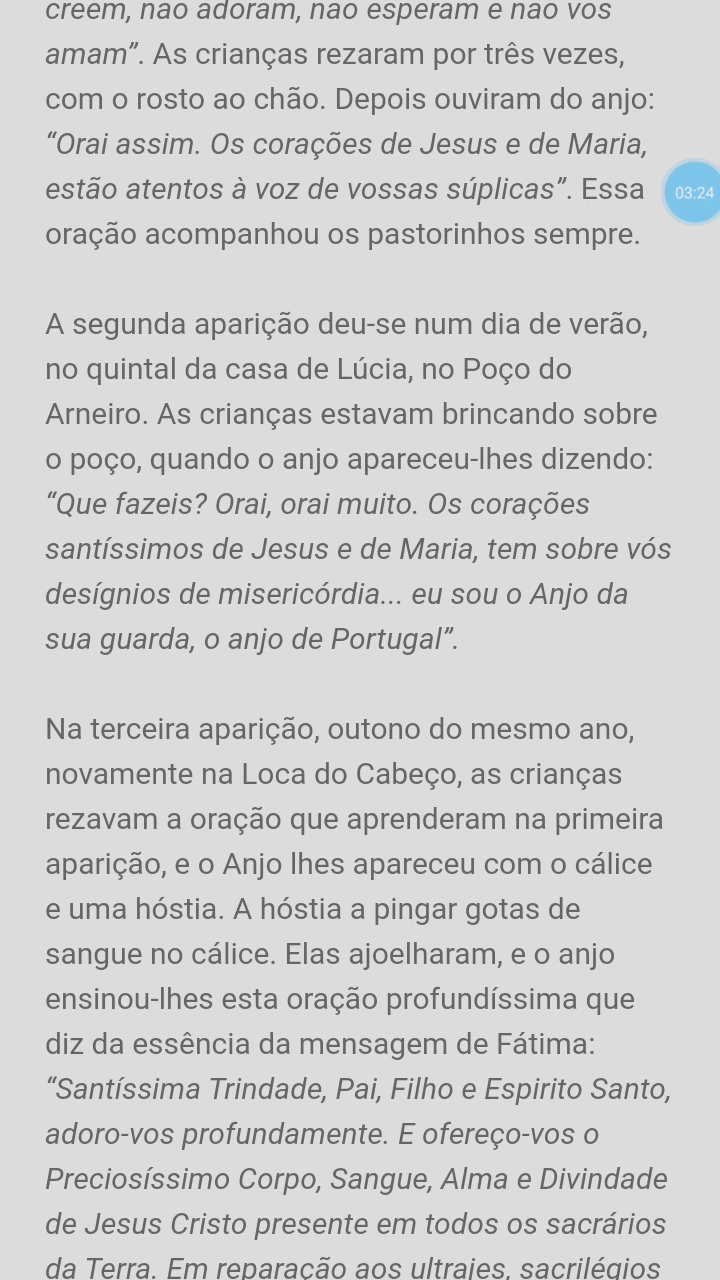 creem, não adoram, não esperam e não vos
amam”. As crianças rezaram por três vezes,
com o rosto ao chão. Depois ouviram do anjo:
“Orai assim. Os corações de Jesus e de Maria,
estão atentos à voz de vossas súplicas”. Essa
03:24
oração acompanhou os pastorinhos sempre.
A segunda aparição deu-se num dia de verão,
no quintal da casa de Lúcia, no Poço do
Arneiro. As crianças estavam brincando sobre
o poço, quando o anjo apareceu-lhes dizendo:
“Que fazeis? Orai, orai muito. Os corações
santíssimos de Jesus e de Maria, tem sobre vós
desígnios de misericórdia... eu sou o Anjo da
sua guarda, o anjo de Portugal”.
Na terceira aparição, outono do mesmo ano,
novamente na Loca do Cabeço, as crianças
rezavam a oração que aprenderam na primeira
aparição, e o Anjo lhes apareceu com o cálice
e uma hóstia. A hóstia a pingar gotas de
sangue no cálice. Elas ajoelharam, e o anjo
ensinou-lhes esta oração profundíssima que
diz da essência da mensagem de Fátima:
“Santíssima Trindade, Pai, Filho e Espirito Santo,
adoro-vos profundamente. E ofereço-vos o
Preciosíssimo Corpo, Sangue, Alma e Divindade
de Jesus Cristo presente em todos os sacrários
da Terra. Em reparação aos ultrajes, sacrilégios